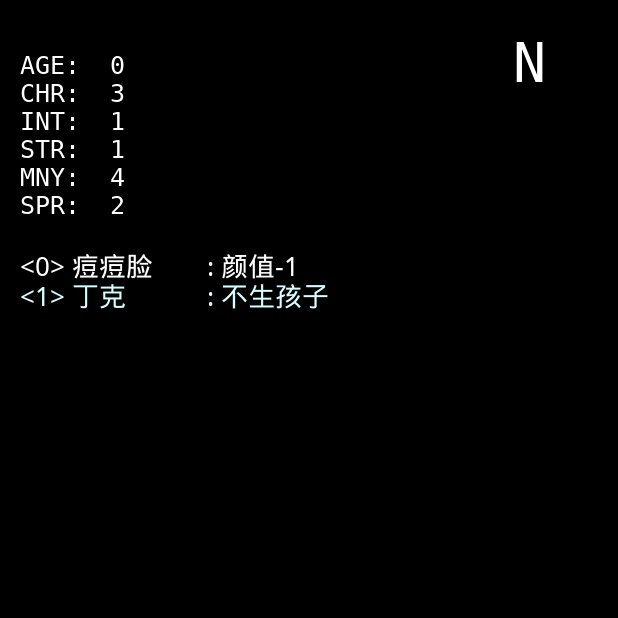 N
AGE: 0
CHR: 3
INT: 1
STR: 1
MNY: 4
SPR: 2
<0> 痘痘脸 : 颜值-1
<1> 丁克 : 不生孩子